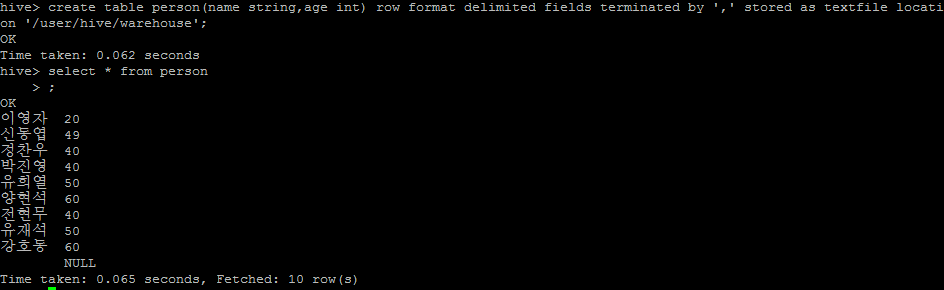 hive> create table person(name string,age int) row format delimited fields terminated by ',' stored as textfile locati
on '/user/hive/warehouse';
OK
Time taken: 0.062 seconds
hive> select * from person
    > ;
OK
이영자  20
신동엽  49
정찬우  40
박진영  40
유희열  50
양현석  60
전현무  40
유재석  50
강호동  60
        NULL
Time taken: 0.065 seconds, Fetched: 10 row(s)